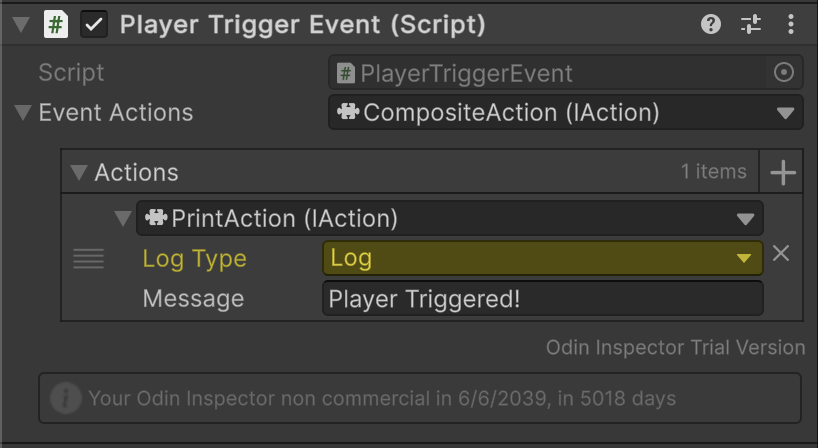 Player Trigger Event (Script)
Script PlayerTriggerEvent
Event Actions CompositeAction (IAction)
Actions 1 items
PrintAction (IAction)
Log Type Log
Message Player Triggered!
Odin Inspector Trial Version
Your Odin Inspector non commercial in 6/6/2039, in 5018 days